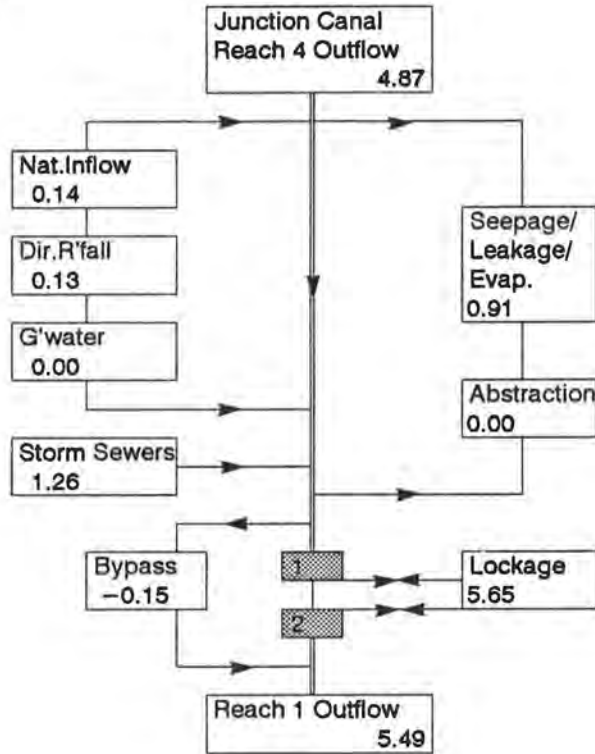 Junction Canal
Reach 4 Outflow
4.87
Nat.Inflow
0.14
Dir.R'fall
0.13
G'water
0.00
Storm Sewers
1.26
Seepage/
Leakage/
Evap.
0.91
Abstraction
0.00
Bypass
−0.15
1
2
Lockage
5.65
Reach 1 Outflow
5.49